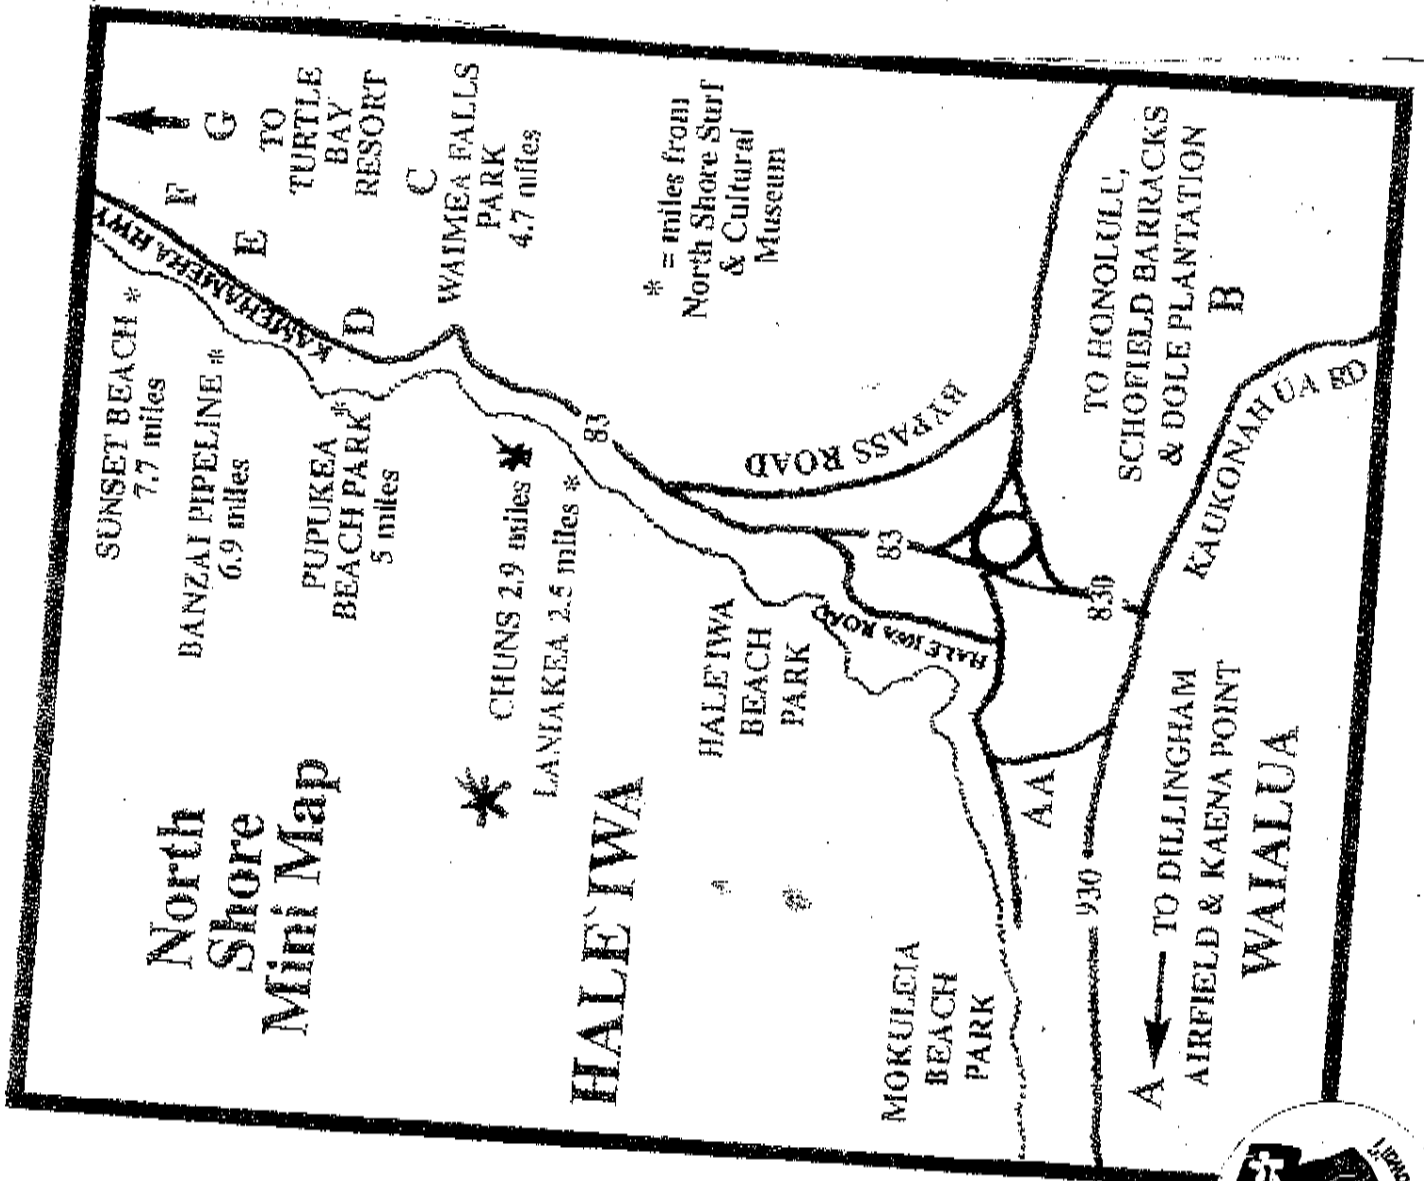 North
Shore
Mini Map
SUNSET BEACH *
7.7 miles
BANZAI PIPELINE *
6.9 miles
PUPUKEA
BEACH PARK *
5 miles
CHUNS 2.9 miles *
LANIAKEA 2.5 miles *
HALE`IWA
HALE`IWA
BEACH
PARK
MOKULEIA
BEACH
PARK
KAMEHAMEHA HWY
G
F
E
D
TO
TURTLE
BAY
RESORT
C
WAIMEA FALLS
PARK
4.7 miles
* = miles from
North Shore Surf
& Cultural
Museum
83
BYPASS ROAD
83
HALE`IWA ROAD
830
AA
930
KAUKONAHUA RD
TO HONOLULU,
SCHOFIELD BARRACKS
& DOLE PLANTATION
B
A
TO DILLINGHAM
AIRFIELD & KAENA POINT
WAIALUA